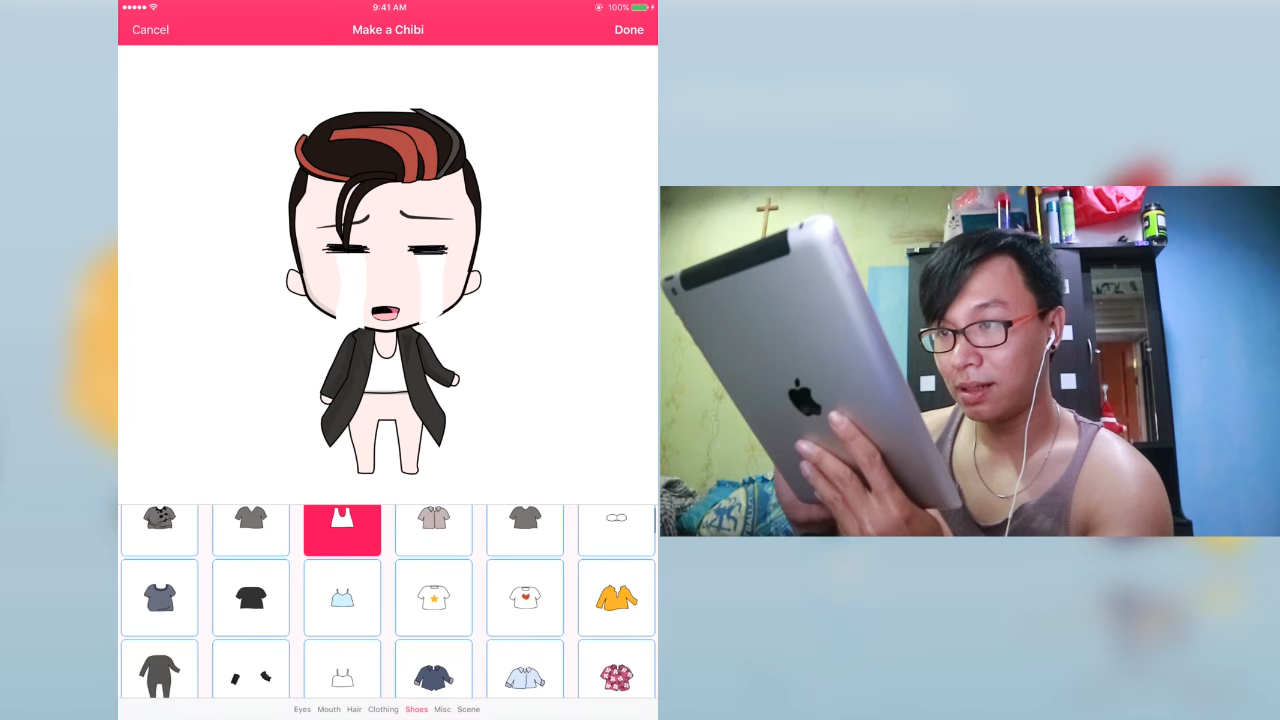 9:41 AM
100%
Cancel
Make a Chibi
Done
Eyes Mouth Hair Clothing Shoes Misc Scene